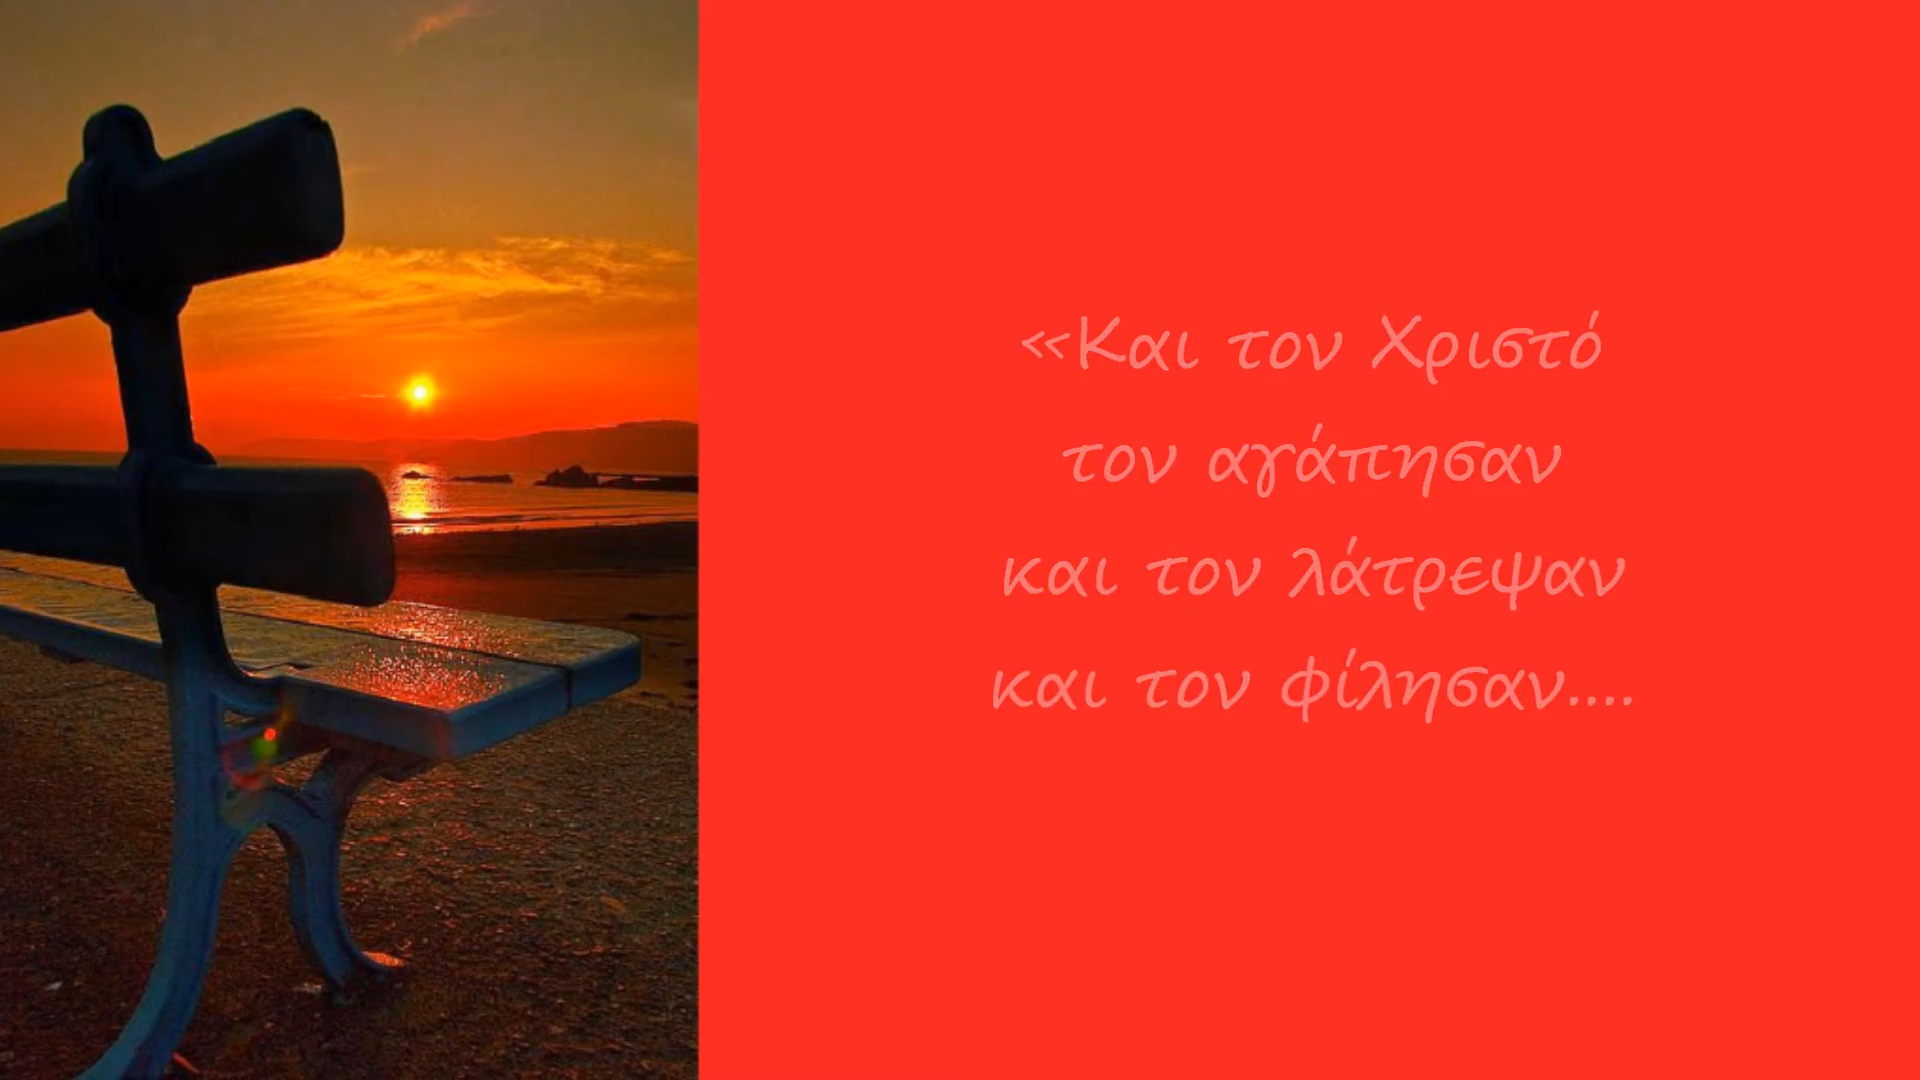 «Και τον Χριστό
τον αγάπησαν
και τον λάτρεψαν
και τον φίλησαν....